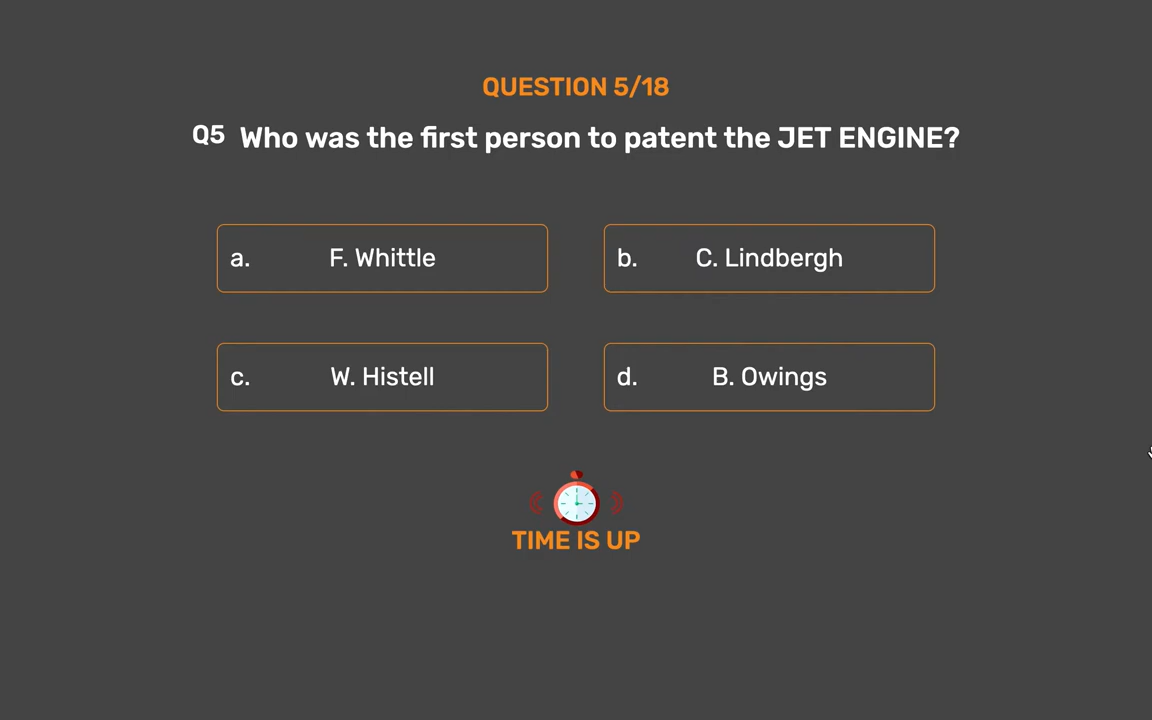 QUESTION 5/18
Q5 Who was the first person to patent the JET ENGINE?
a. F. Whittle
b. C. Lindbergh
c. W. Histell
d. B. Owings
TIME IS UP